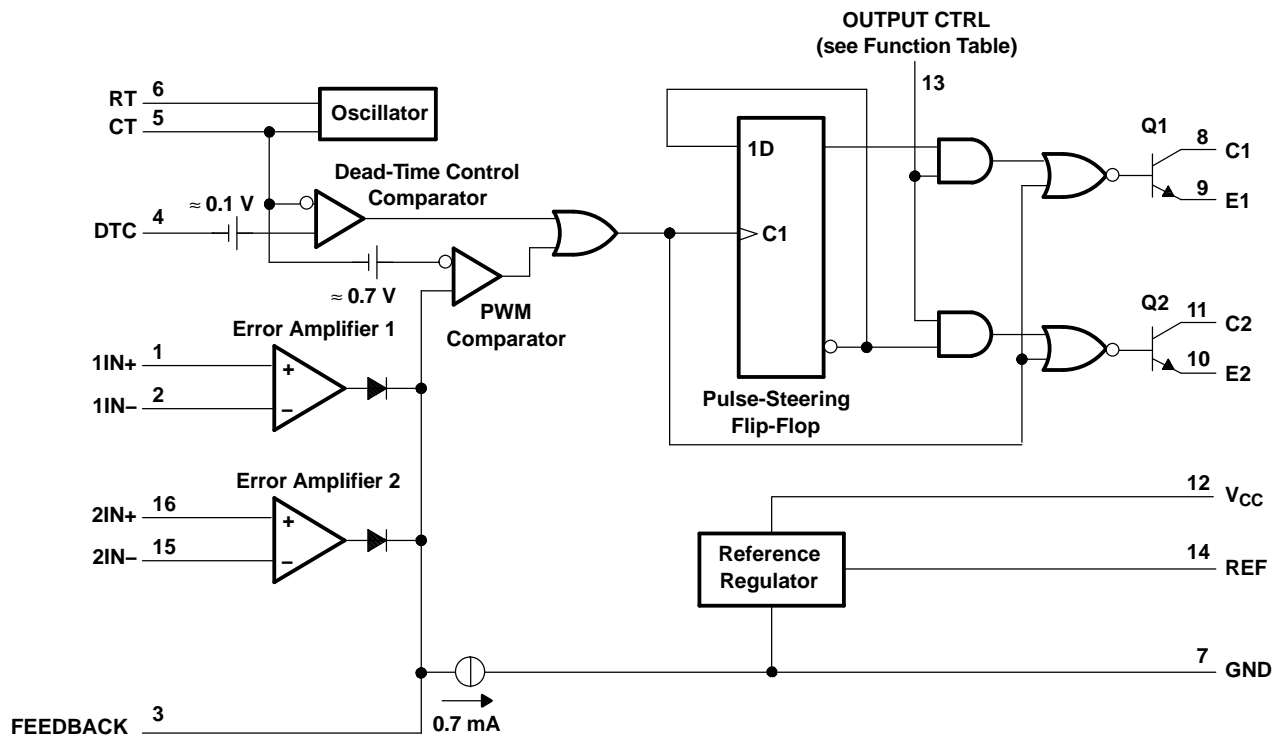 OUTPUT CTRL
(see Function Table)
13
RT 6
CT 5
Oscillator
Dead-Time Control
Comparator
≈ 0.1 V
DTC 4
≈ 0.7 V
PWM
Comparator
1D
C1
Pulse-Steering
Flip-Flop
Q1
8 C1
9 E1
Q2
11 C2
10 E2
Error Amplifier 1
1IN+ 1
1IN– 2
+
–
Error Amplifier 2
2IN+ 16
2IN– 15
+
–
12 VCC
Reference
Regulator
14 REF
7 GND
0.7 mA
FEEDBACK 3